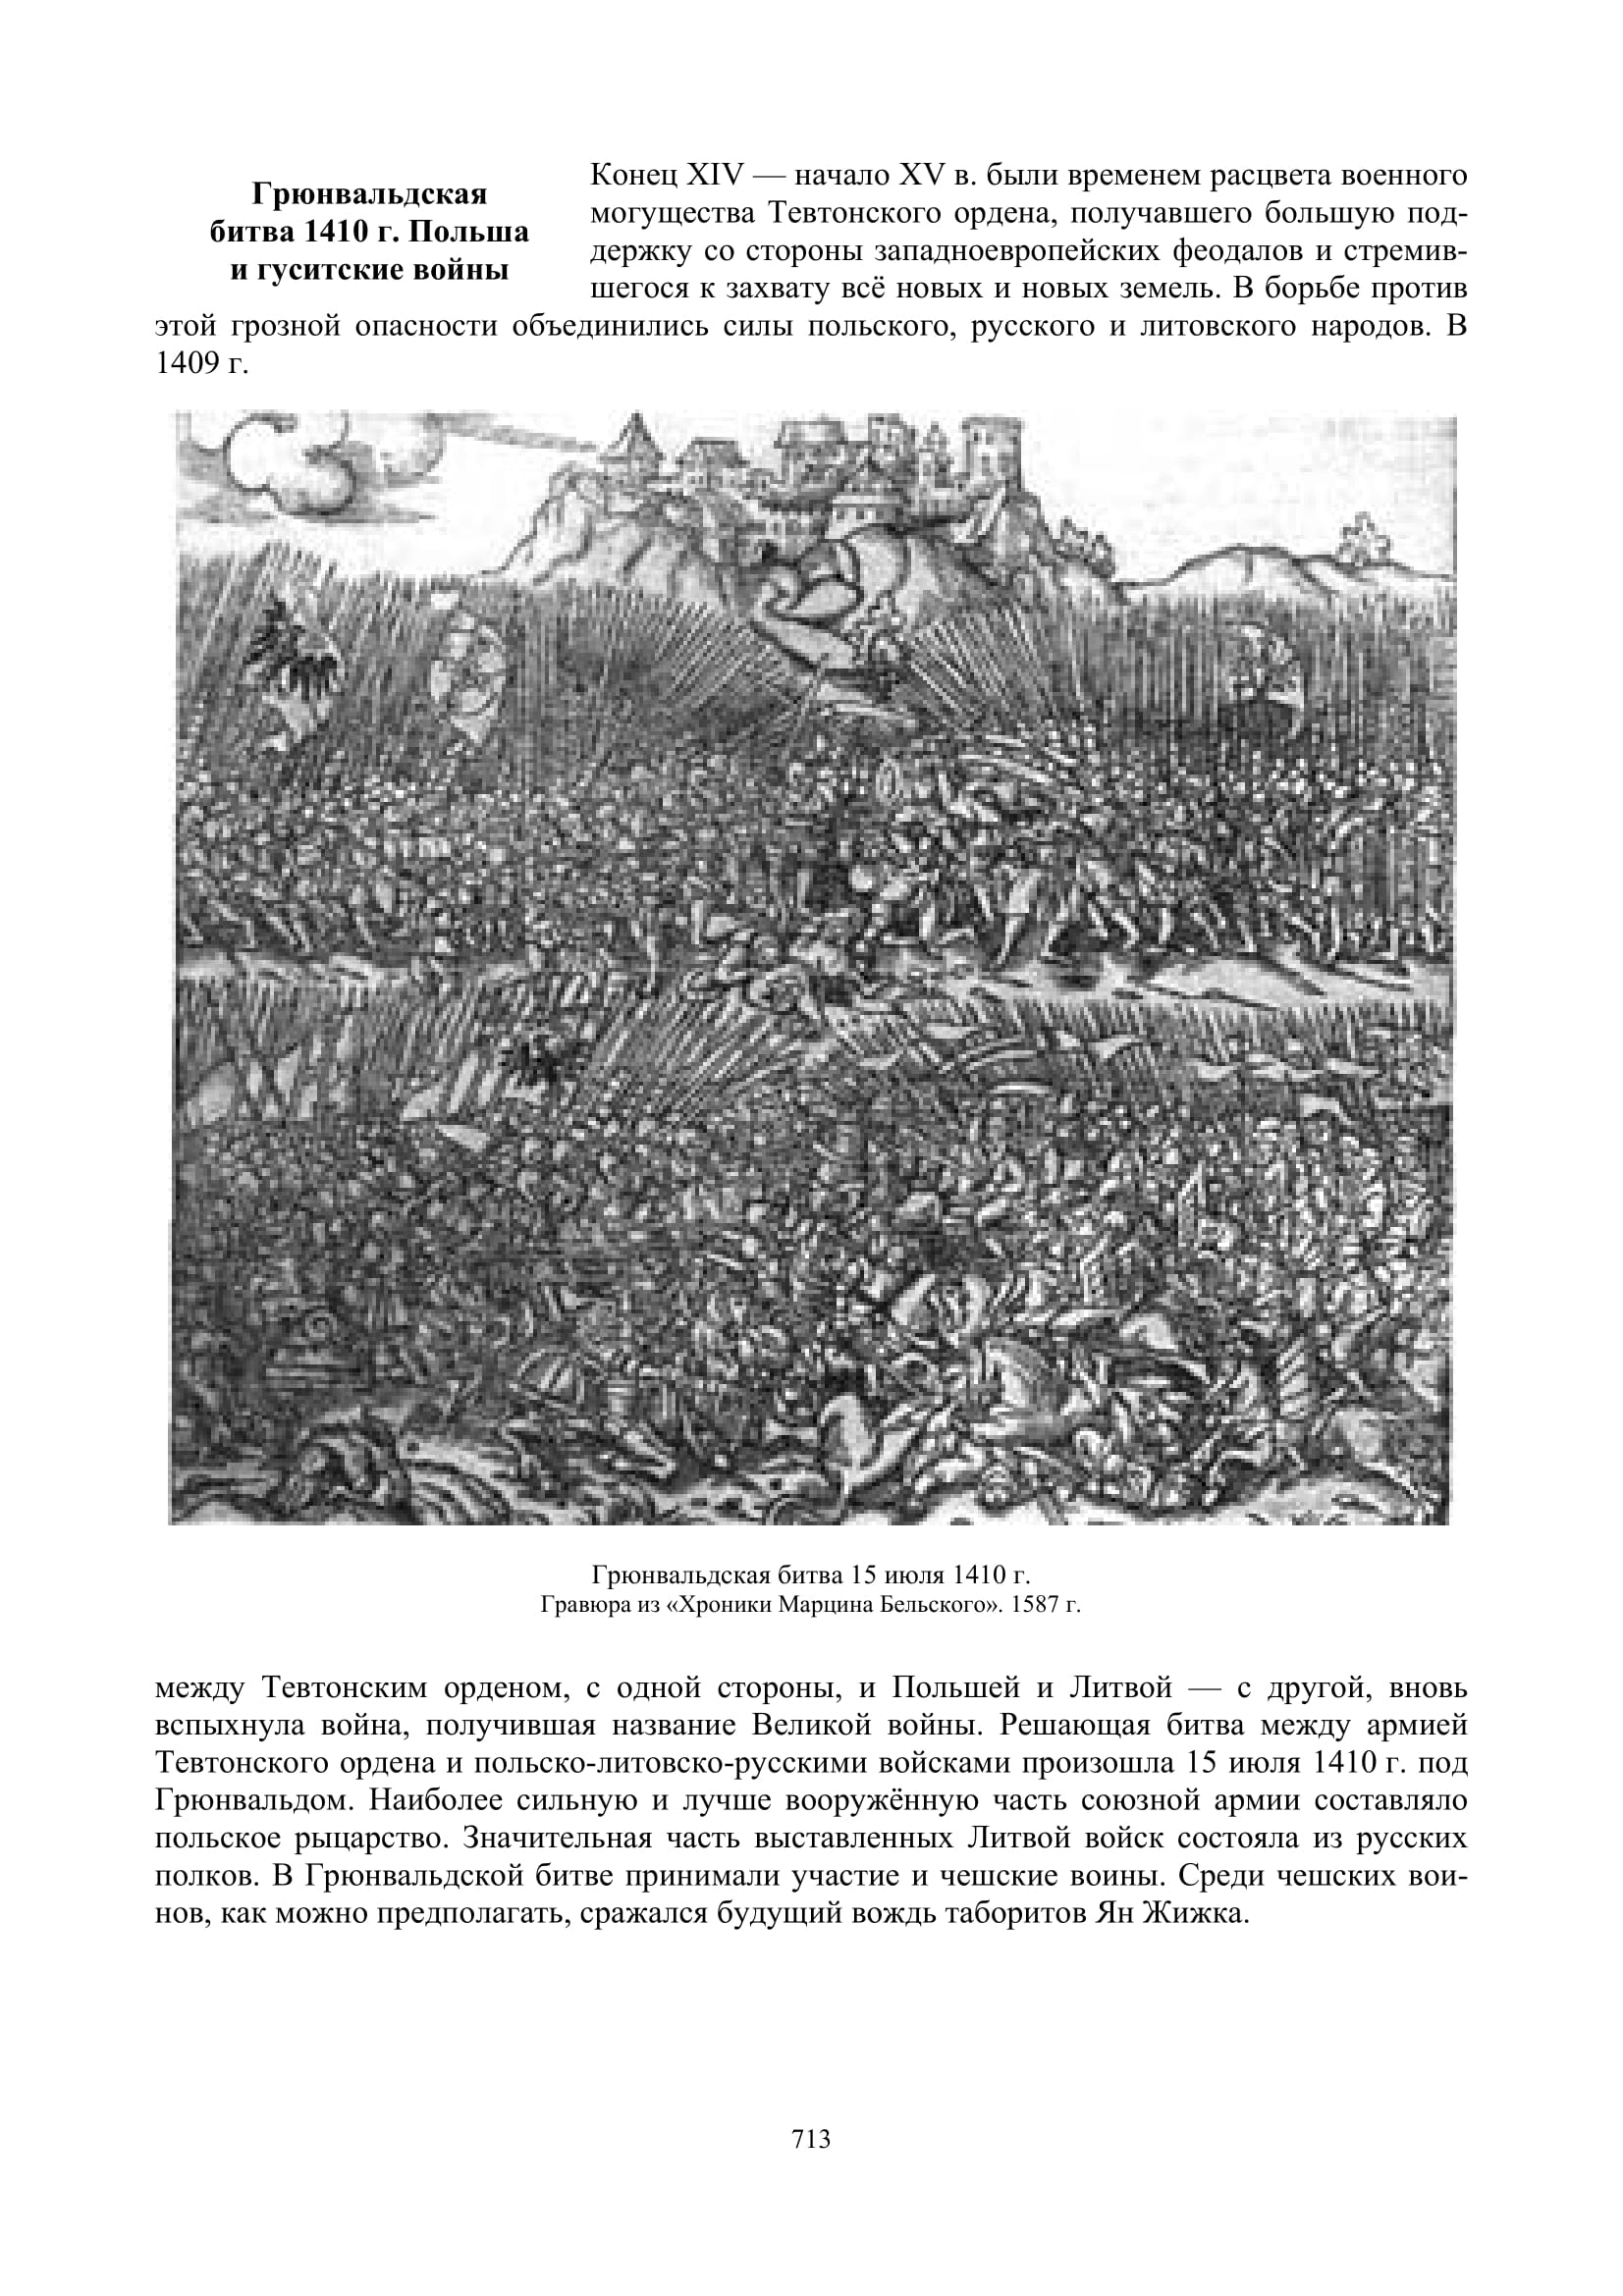 Грюнвальдская
битва 1410 г. Польша
и гуситские войны
Конец XIV — начало XV в. были временем расцвета военного
могущества Тевтонского ордена, получавшего большую под-
держку со стороны западноевропейских феодалов и стремив-
шегося к захвату всё новых и новых земель. В борьбе против
этой грозной опасности объединились силы польского, русского и литовского народов. В
1409 г.
Грюнвальдская битва 15 июля 1410 г.
Гравюра из «Хроники Марцина Бельского». 1587 г.
между Тевтонским орденом, с одной стороны, и Польшей и Литвой — с другой, вновь
вспыхнула война, получившая название Великой войны. Решающая битва между армией
Тевтонского ордена и польско-литовско-русскими войсками произошла 15 июля 1410 г. под
Грюнвальдом. Наиболее сильную и лучше вооружённую часть союзной армии составляло
польское рыцарство. Значительная часть выставленных Литвой войск состояла из русских
полков. В Грюнвальдской битве принимали участие и чешские воины. Среди чешских вои-
нов, как можно предполагать, сражался будущий вождь таборитов Ян Жижка.
713